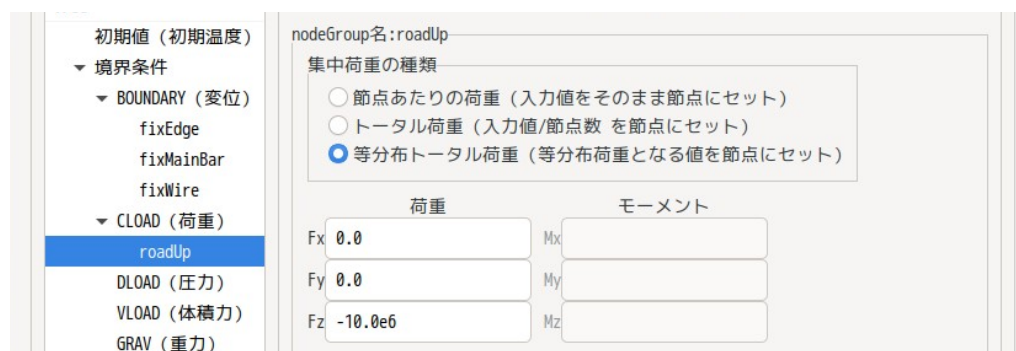 初期値（初期温度）
境界条件
BOUNDARY（変位）
fixEdge
fixMainBar
fixWire
CLOAD（荷重）
roadUp
DLOAD（圧力）
VLOAD（体積力）
GRAV（重力）
nodeGroup名:roadUp
集中荷重の種類
節点あたりの荷重（入力値をそのまま節点にセット）
トータル荷重（入力値/節点数 を節点にセット）
等分布トータル荷重（等分布荷重となる値を節点にセット）
荷重 モーメント
Fx 0.0 Mx
Fy 0.0 My
Fz -10.0e6 Mz